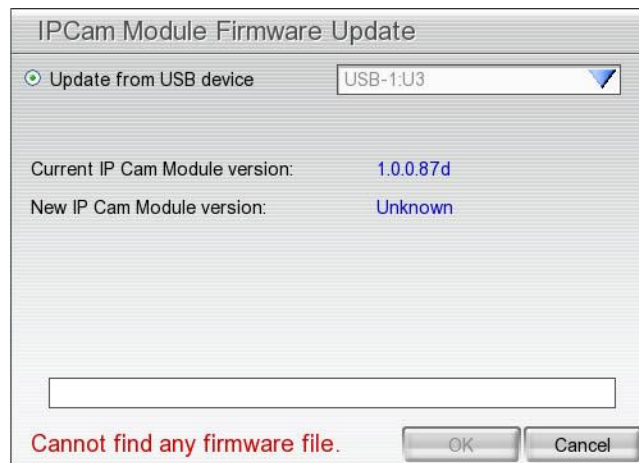 IPCam Module Firmware Update
Update from USB device USB-1:U3
Current IP Cam Module version: 1.0.0.87d
New IP Cam Module version: Unknown
Cannot find any firmware file. OK Cancel